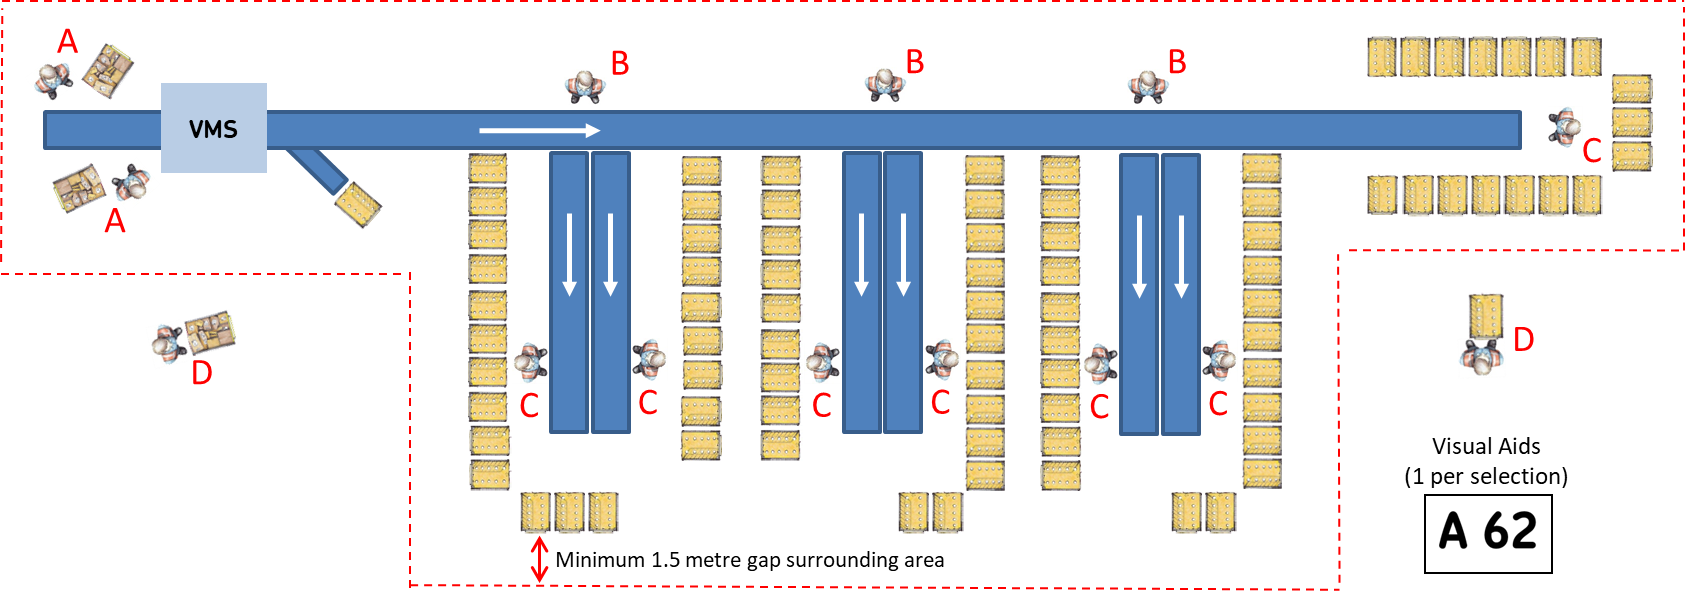 A
B
B
B
VMS
C
A
D
D
C
C
C
C
C
C
Visual Aids
(1 per selection)
A 62
Minimum 1.5 metre gap surrounding area